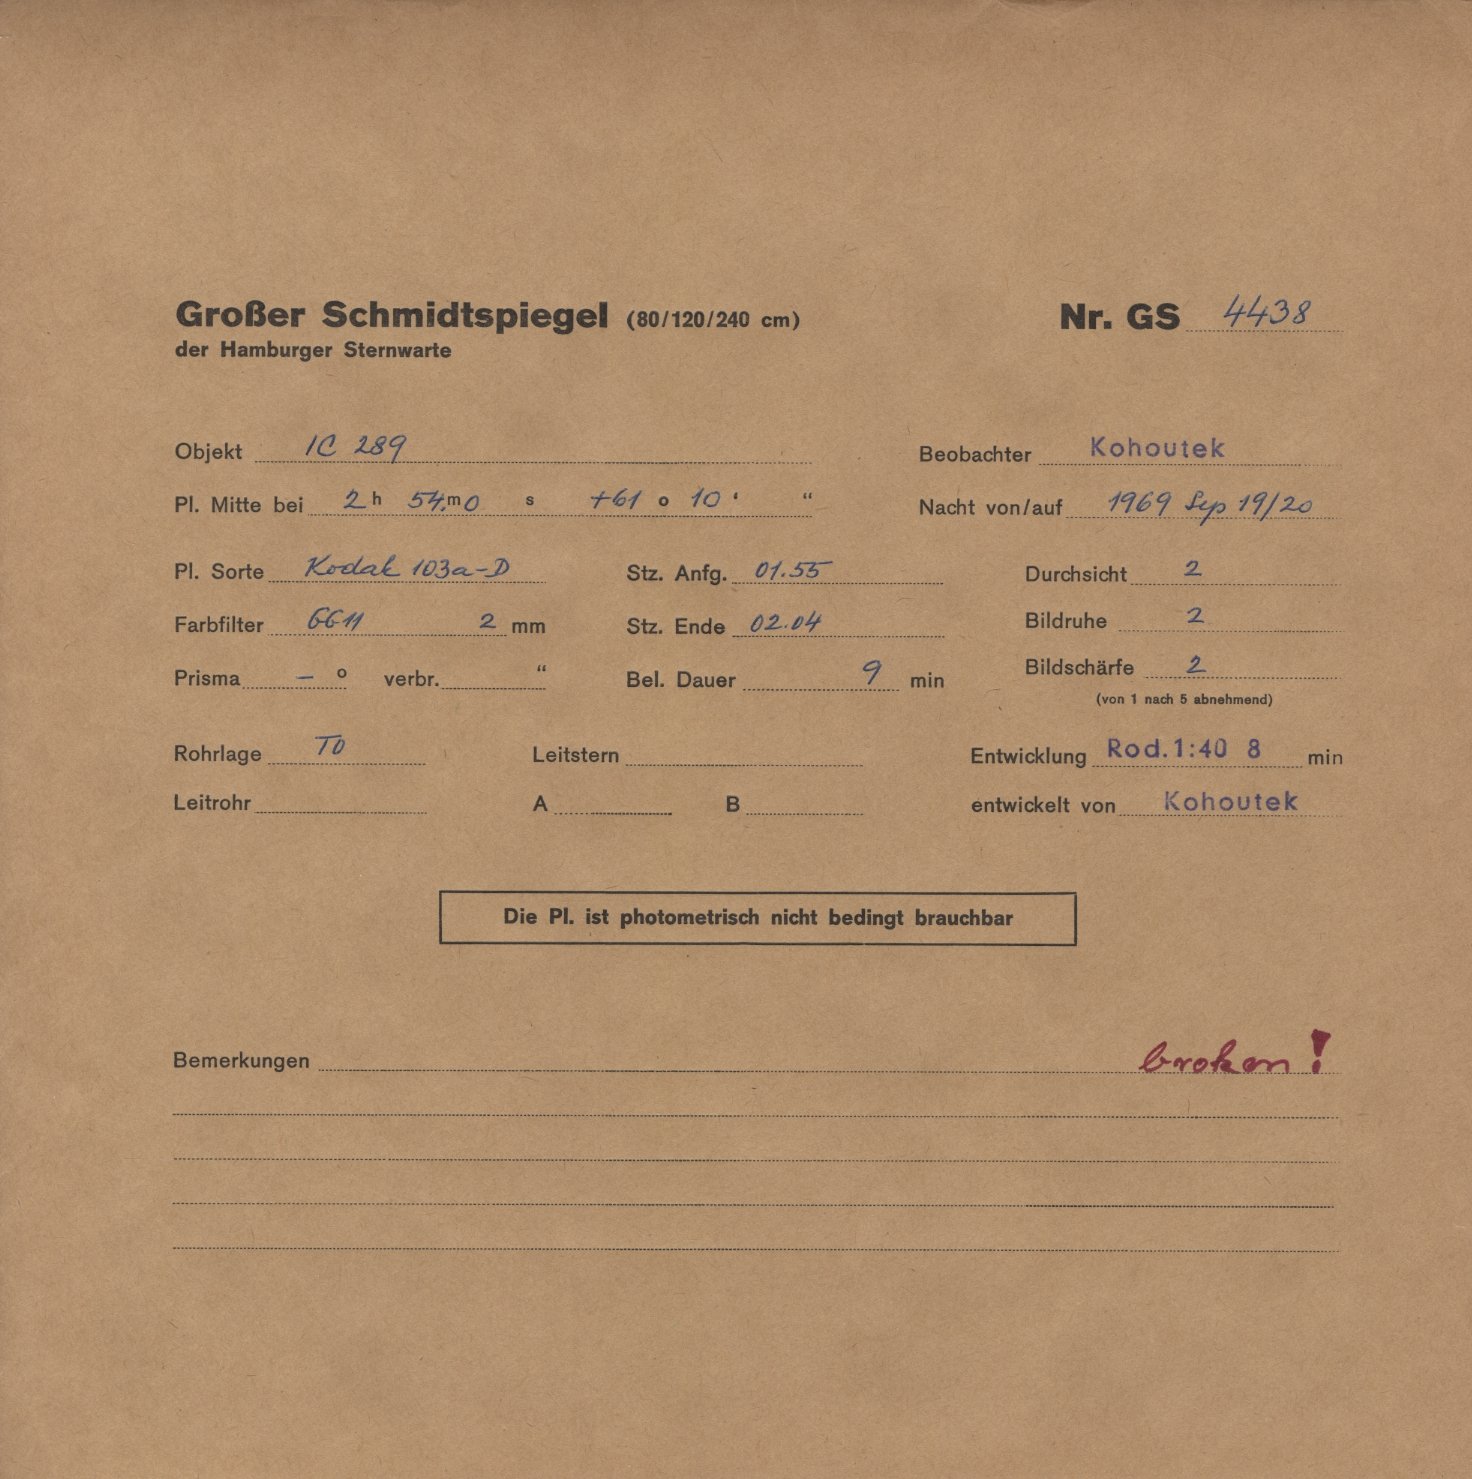 Großer Schmidtspiegel (80/120/240 cm) Nr. GS 4438
der Hamburger Sternwarte
Objekt IC 289 Beobachter Kohoutek
Pl. Mitte bei 2 h 54. m 0 s +61 o 10 ' “ Nacht von/auf 1969 Sep 19/20
Pl. Sorte Kodak 103a-D Stz. Anfg. 01.55 Durchsicht 2
Farbfilter GG11 2 mm Stz. Ende 02.04 Bildruhe 2
Prisma – o verbr. “ Bel. Dauer 9 min Bildschärfe 2
(von 1 nach 5 abnehmend)
Rohrlage TO Leitstern Entwicklung Rod.1:40 8 min
Leitrohr A B entwickelt von Kohoutek
Die Pl. ist photometrisch nicht bedingt brauchbar
Bemerkungen broken!